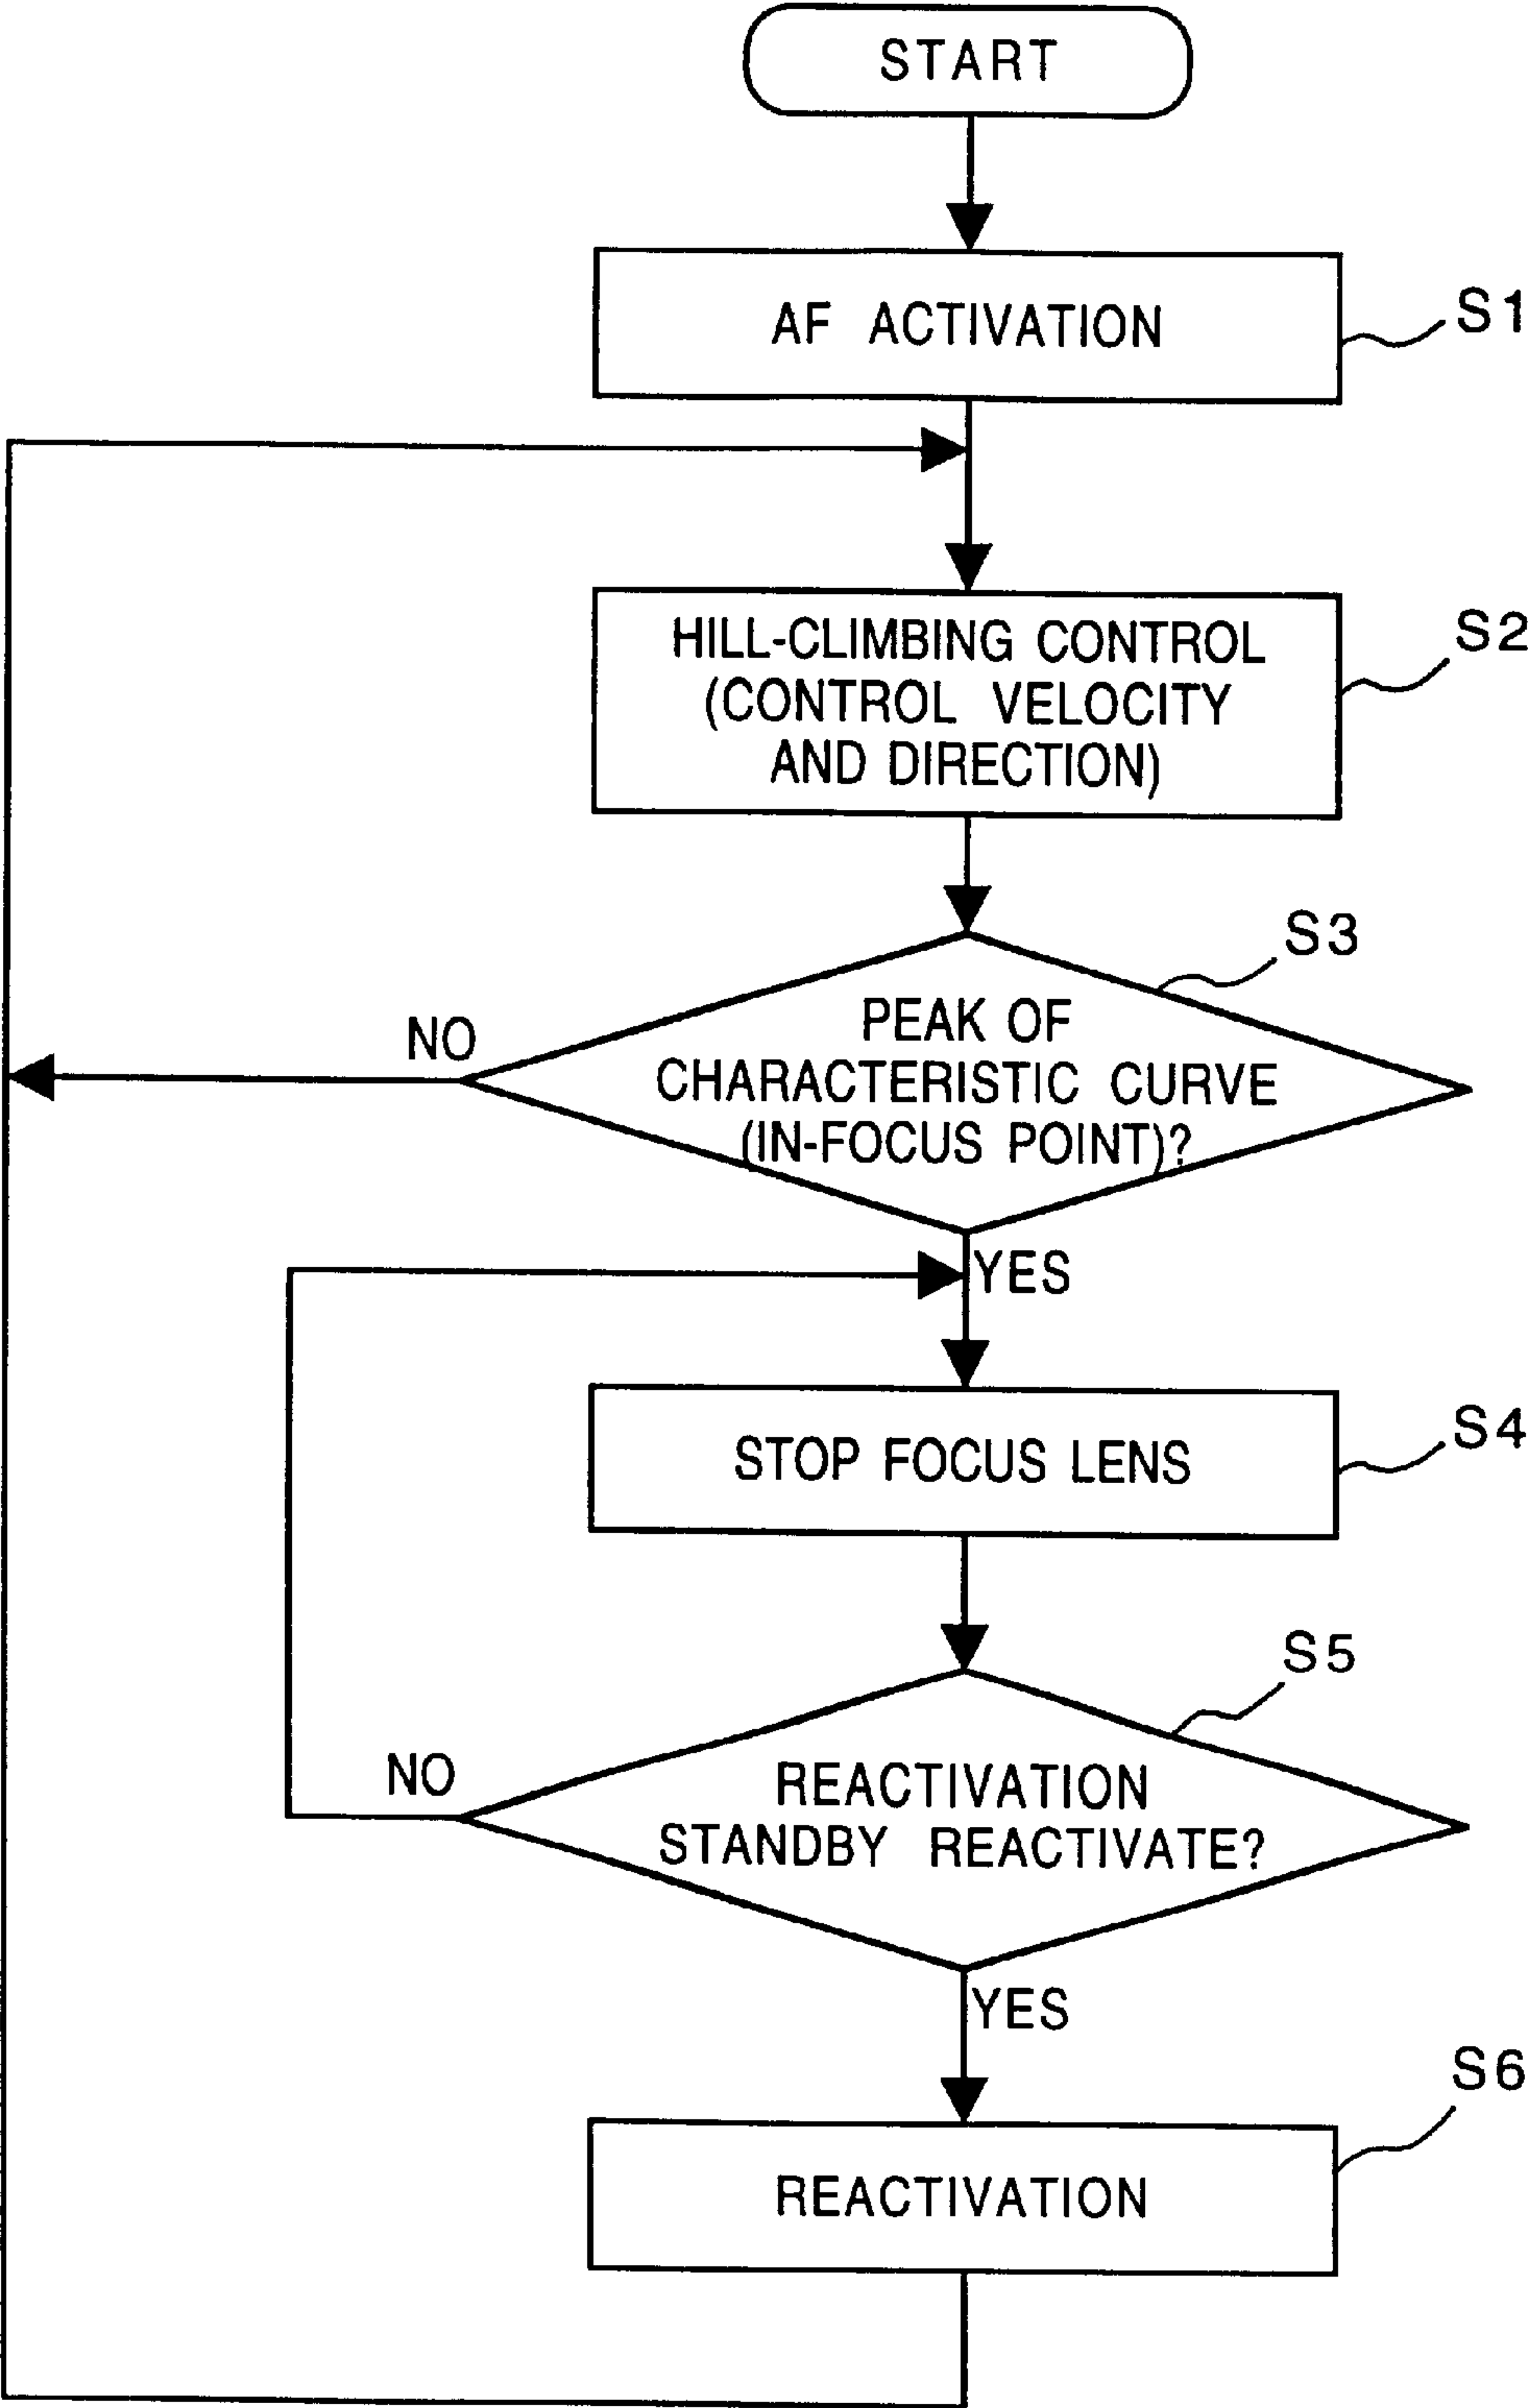 START
AF ACTIVATION
S1
HILL-CLIMBING CONTROL
(CONTROL VELOCITY
AND DIRECTION)
S2
S3
PEAK OF
CHARACTERISTIC CURVE
(IN-FOCUS POINT)?
NO
YES
STOP FOCUS LENS
S4
S5
REACTIVATION
STANDBY REACTIVATE?
NO
YES
S6
REACTIVATION